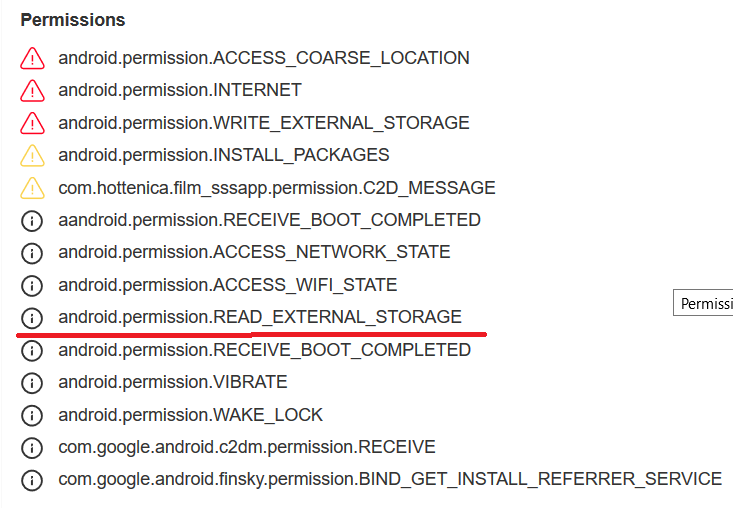 Permissions
android.permission.ACCESS_COARSE_LOCATION
android.permission.INTERNET
android.permission.WRITE_EXTERNAL_STORAGE
android.permission.INSTALL_PACKAGES
com.hottenica.film_sssapp.permission.C2D_MESSAGE
aandroid.permission.RECEIVE_BOOT_COMPLETED
android.permission.ACCESS_NETWORK_STATE
android.permission.ACCESS_WIFI_STATE
android.permission.READ_EXTERNAL_STORAGE
Permissi
android.permission.RECEIVE_BOOT_COMPLETED
android.permission.VIBRATE
android.permission.WAKE_LOCK
com.google.android.c2dm.permission.RECEIVE
com.google.android.finsky.permission.BIND_GET_INSTALL_REFERRER_SERVICE